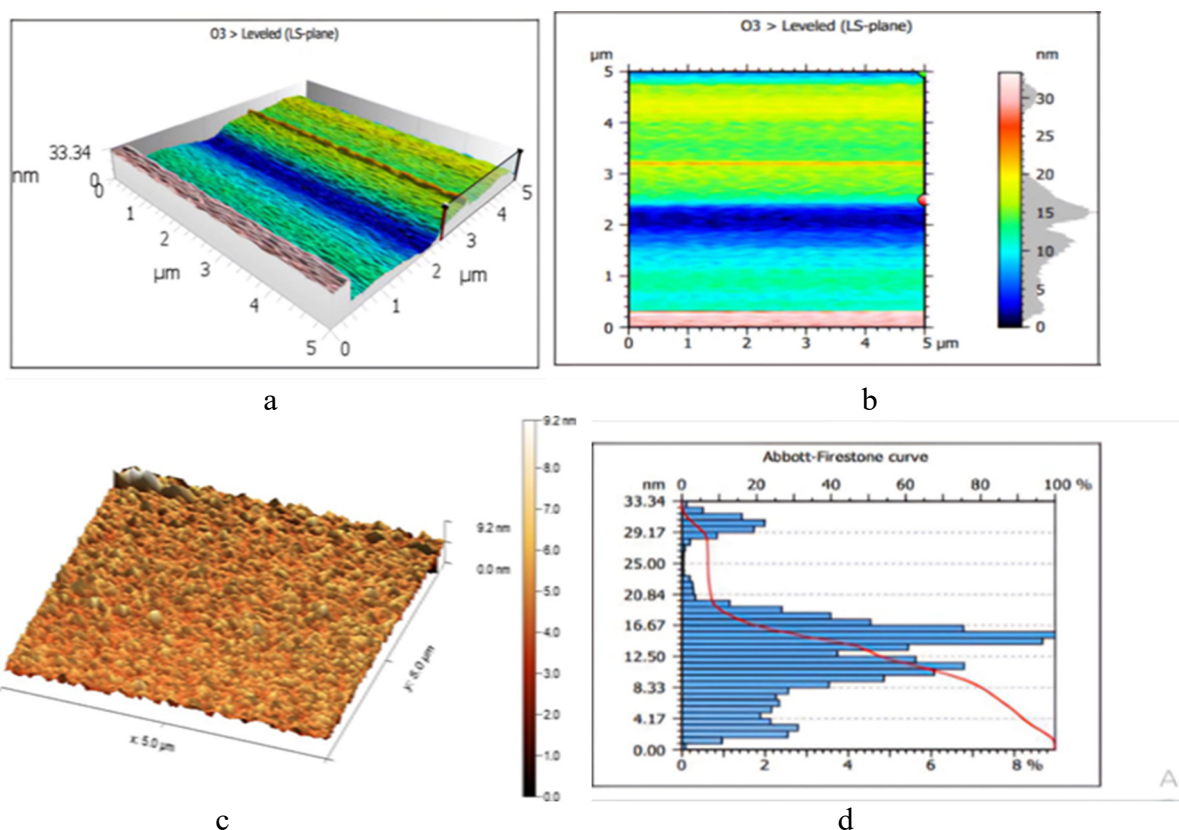 O3 > Leveled (LS-plane)
33.34
nm
0
0
1
2
3
4
5
µm
0
1
2
3
4
5
µm
a
O3 > Leveled (LS-plane)
µm
5
4
3
2
1
0
0 1 2 3 4 5 µm
nm
30
25
20
15
10
5
0
b
9.2 nm
8.0
7.0
6.0
5.0
4.0
3.0
2.0
1.0
0.0
9.2 nm
0.0 nm
x: 5.0 µm
y: 5.0 µm
c
Abbott-Firestone curve
nm 0 20 40 60 80 100 %
33.34
29.17
25.00
20.84
16.67
12.50
8.33
4.17
0.00
0 2 4 6 8 %
A
d